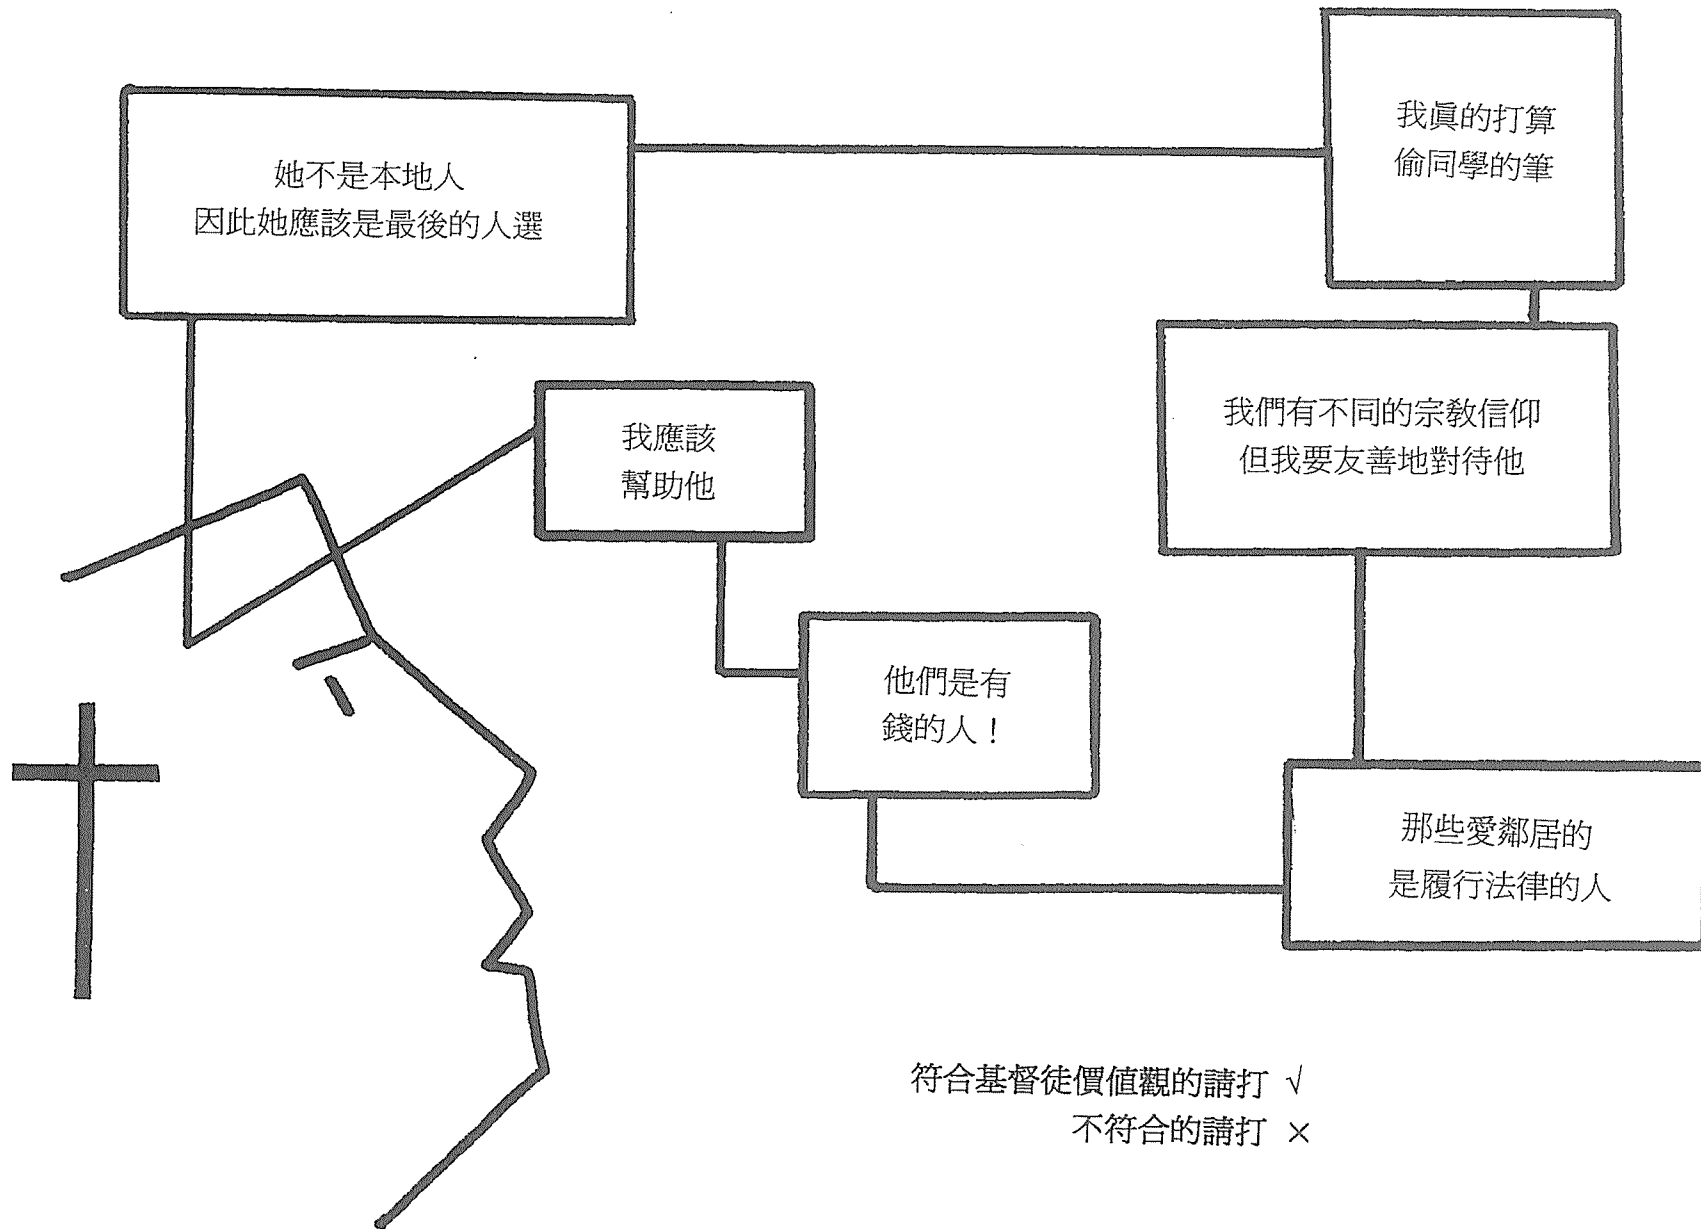 她不是本地人
因此她應該是最後的人選
我眞的打算
偷同學的筆
我應該
幫助他
我們有不同的宗教信仰
但我要友善地對待他
他們是有
錢的人！
那些愛鄰居的
是履行法律的人
符合基督徒價値觀的請打 √
不符合的請打 ×